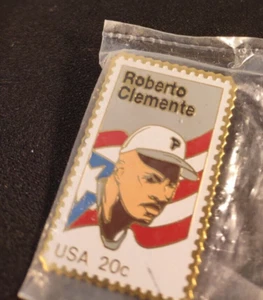 Roberto
Clemente
P
USA 20c